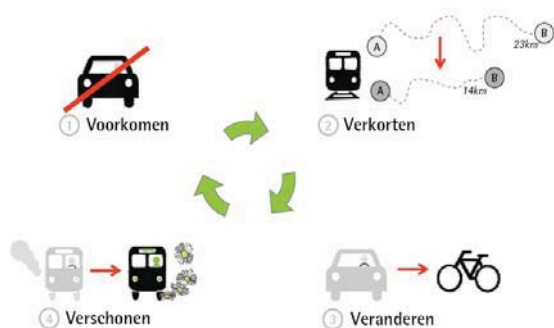 A
B
23km
A
B
14km
1 Voorkomen
2 Verkorten
4 Verschonen
3 Veranderen